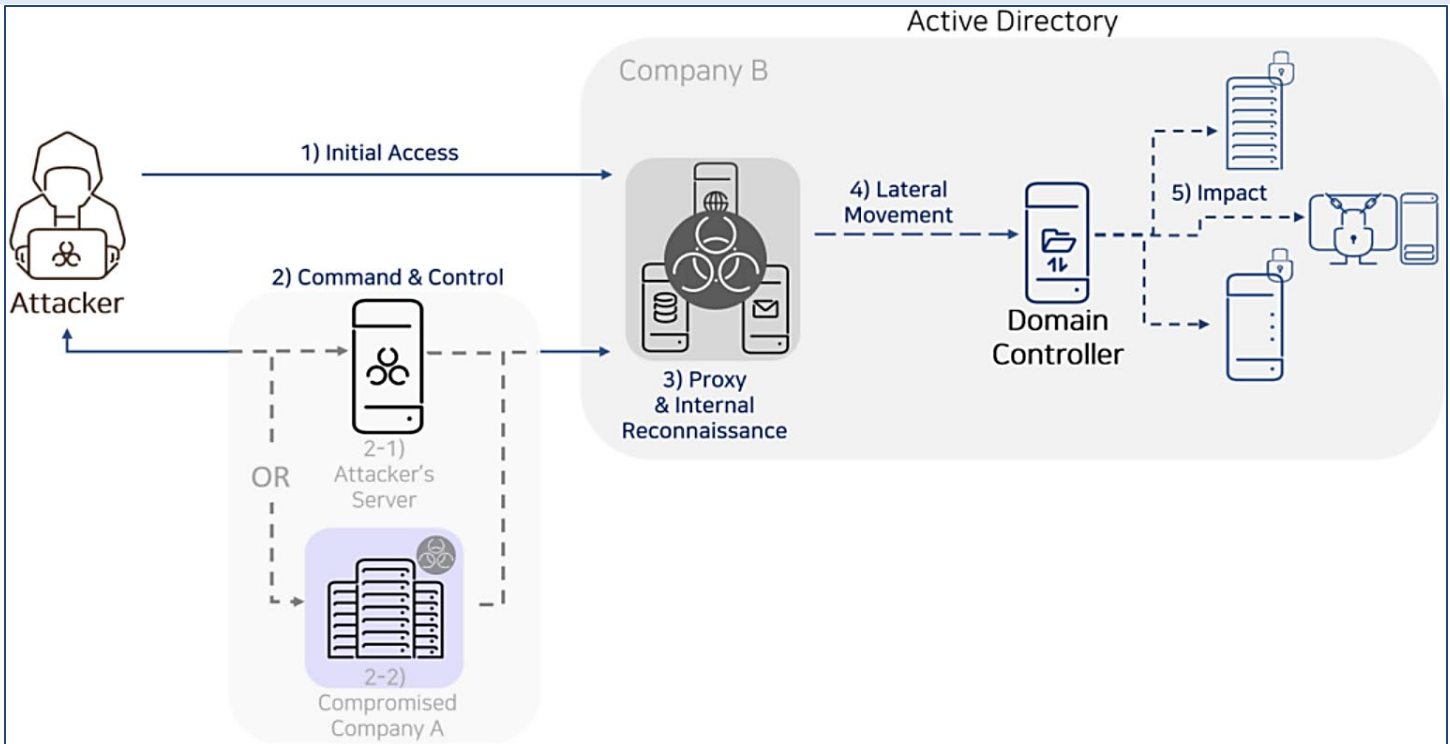 Active Directory
Company B
1) Initial Access
Attacker
2) Command & Control
2-1)
Attacker's
Server
OR
2-2)
Compromised
Company A
3) Proxy
& Internal
Reconnaissance
4) Lateral
Movement
Domain
Controller
5) Impact